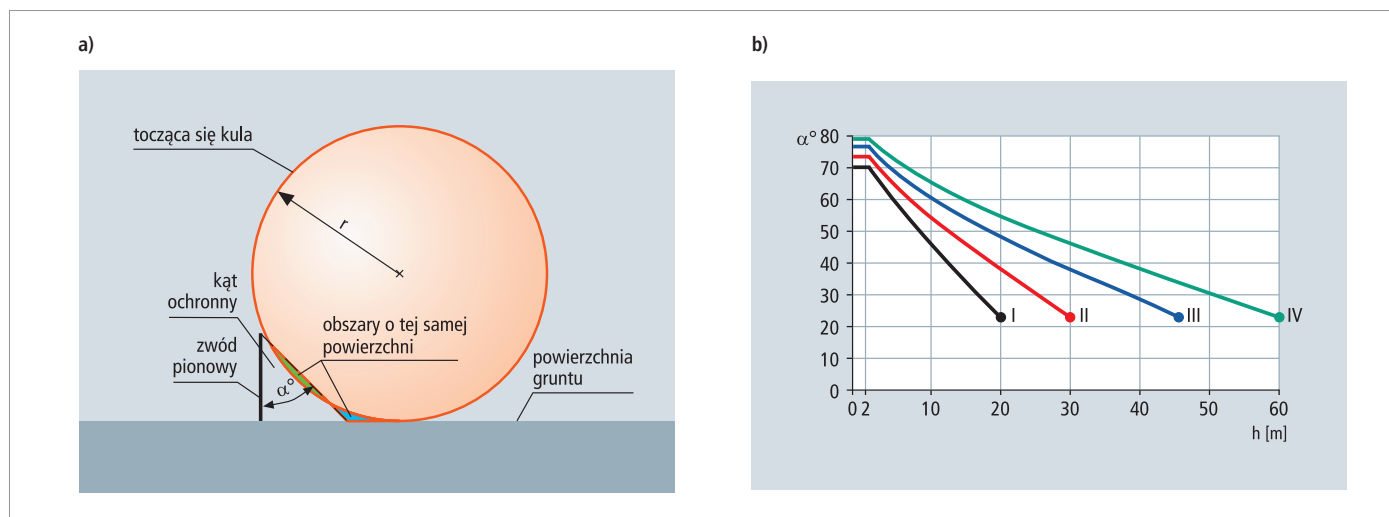 a)
tocząca się kula
r
kąt
ochronny
zwód
pionowy
α°
obszary o tej samej
powierzchni
powierzchnia
gruntu
b)
α° 80
70
60
50
40
30
20
10
0
I
II
III
IV
0 2 10 20 30 40 50 60
h [m]